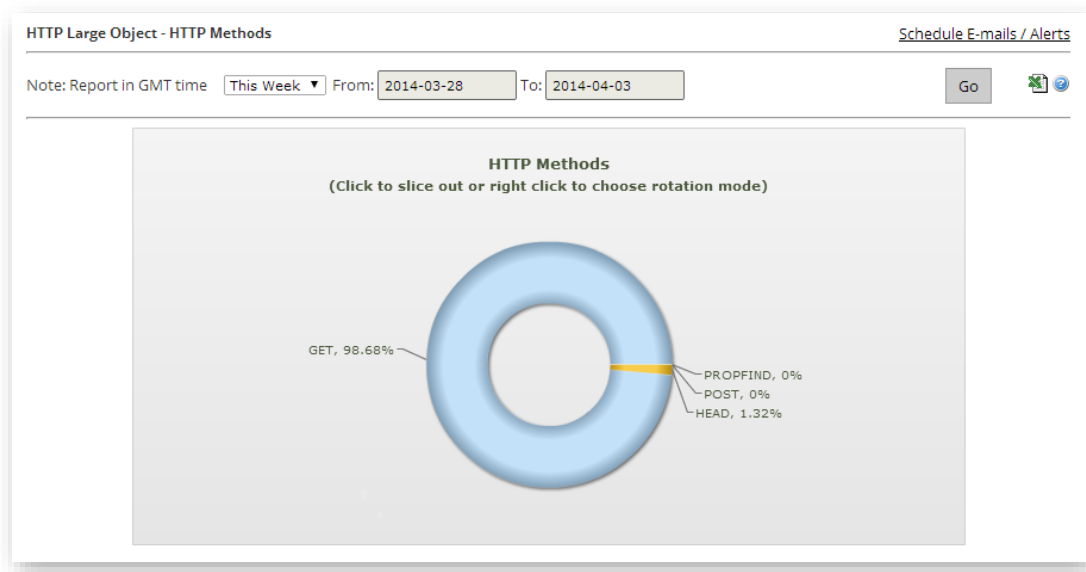 HTTP Large Object - HTTP Methods
Schedule E-mails / Alerts
Note: Report in GMT time This Week From: 2014-03-28 To: 2014-04-03 Go
HTTP Methods
(Click to slice out or right click to choose rotation mode)
GET, 98.68%
PROPFIND, 0%
POST, 0%
HEAD, 1.32%